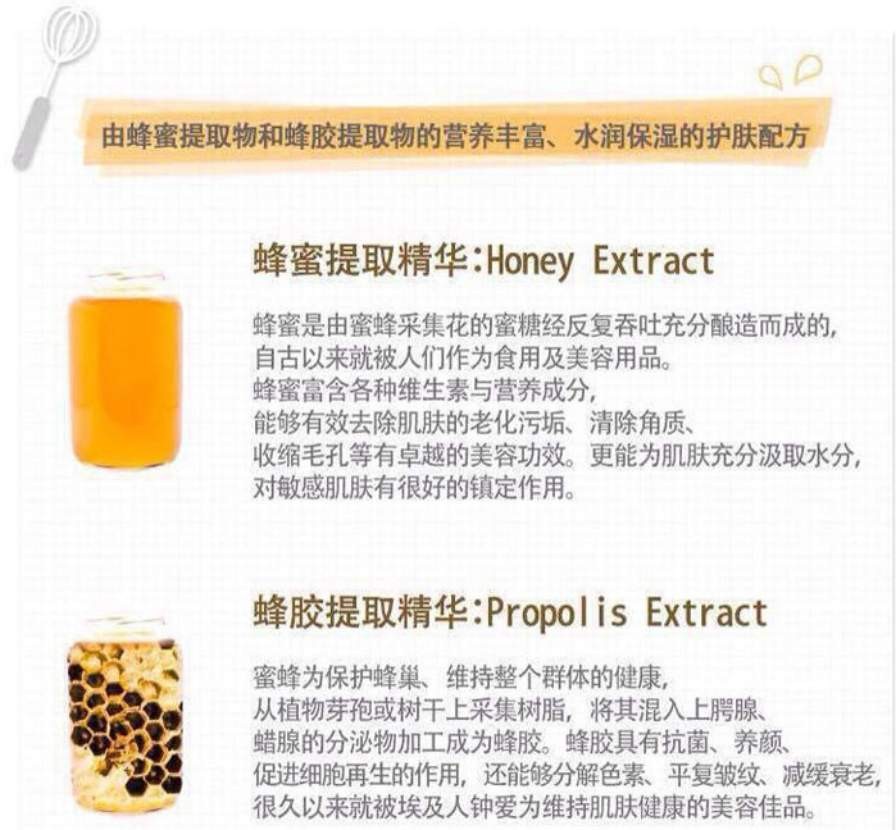 由蜂蜜提取物和蜂胶提取物的营养丰富、水润保湿的护肤配方
蜂蜜提取精华:Honey Extract
蜂蜜是由蜜蜂采集花的蜜糖经反复吞吐充分酿造而成的,
自古以来就被人们作为食用及美容用品。
蜂蜜富含各种维生素与营养成分,
能够有效去除肌肤的老化污垢、清除角质、
收缩毛孔等有卓越的美容功效。更能为肌肤充分汲取水分,
对敏感肌肤有很好的镇定作用。
蜂胶提取精华:Propolis Extract
蜜蜂为保护蜂巢、维持整个群体的健康,
从植物芽孢或树干上采集树脂，将其混入上腭腺、
蜡腺的分泌物加工成为蜂胶。蜂胶具有抗菌、养颜、
促进细胞再生的作用，还能够分解色素、平复皱纹、减缓衰老,
很久以来就被埃及人钟爱为维持肌肤健康的美容佳品。